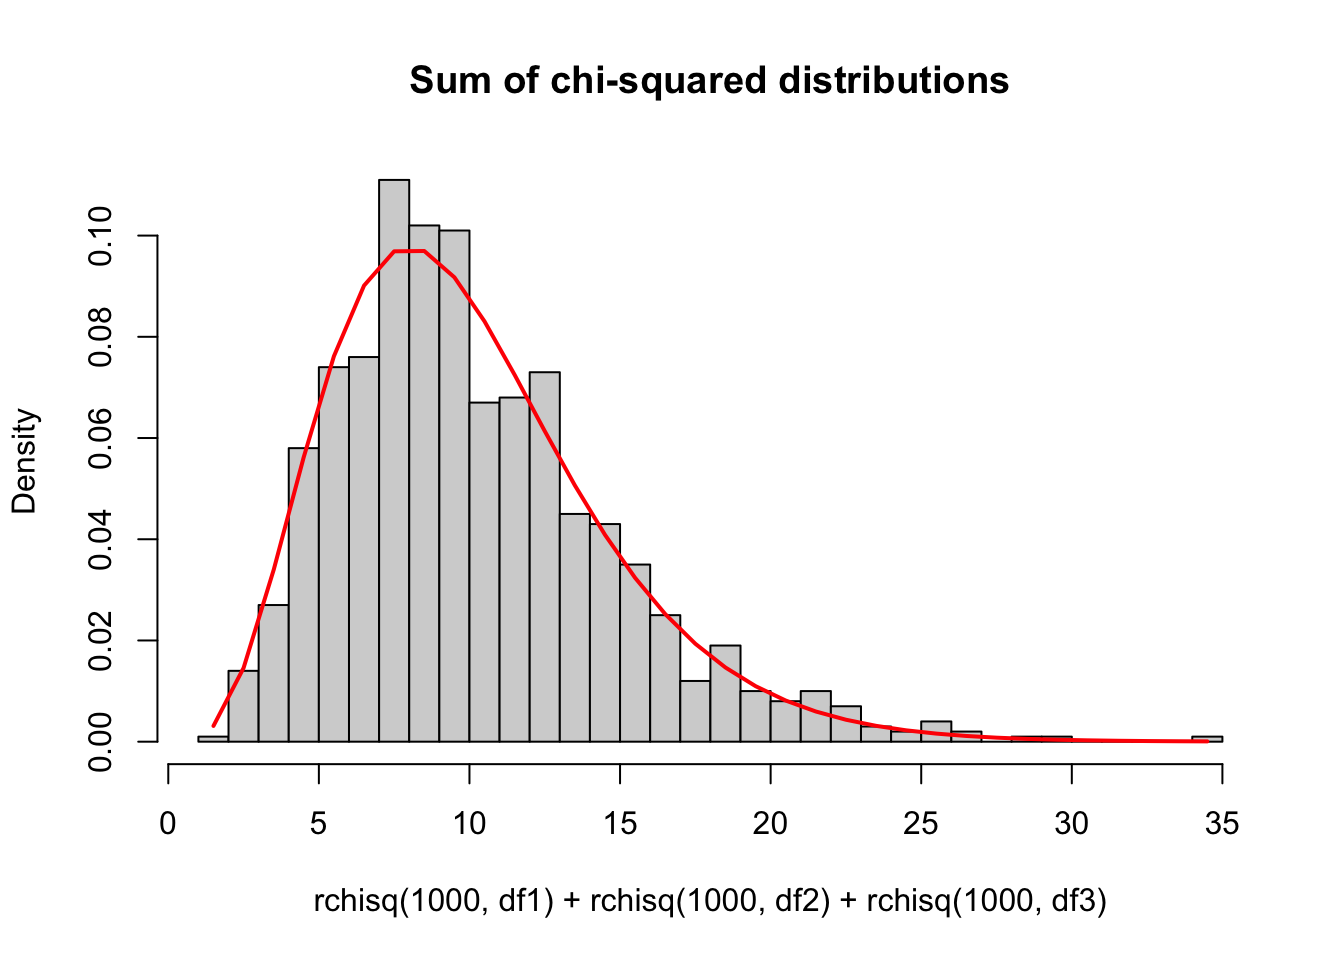 Sum of chi-squared distributions
Density
0.00 0.02 0.04 0.06 0.08 0.10
0 5 10 15 20 25 30 35
rchisq(1000, df1) + rchisq(1000, df2) + rchisq(1000, df3)